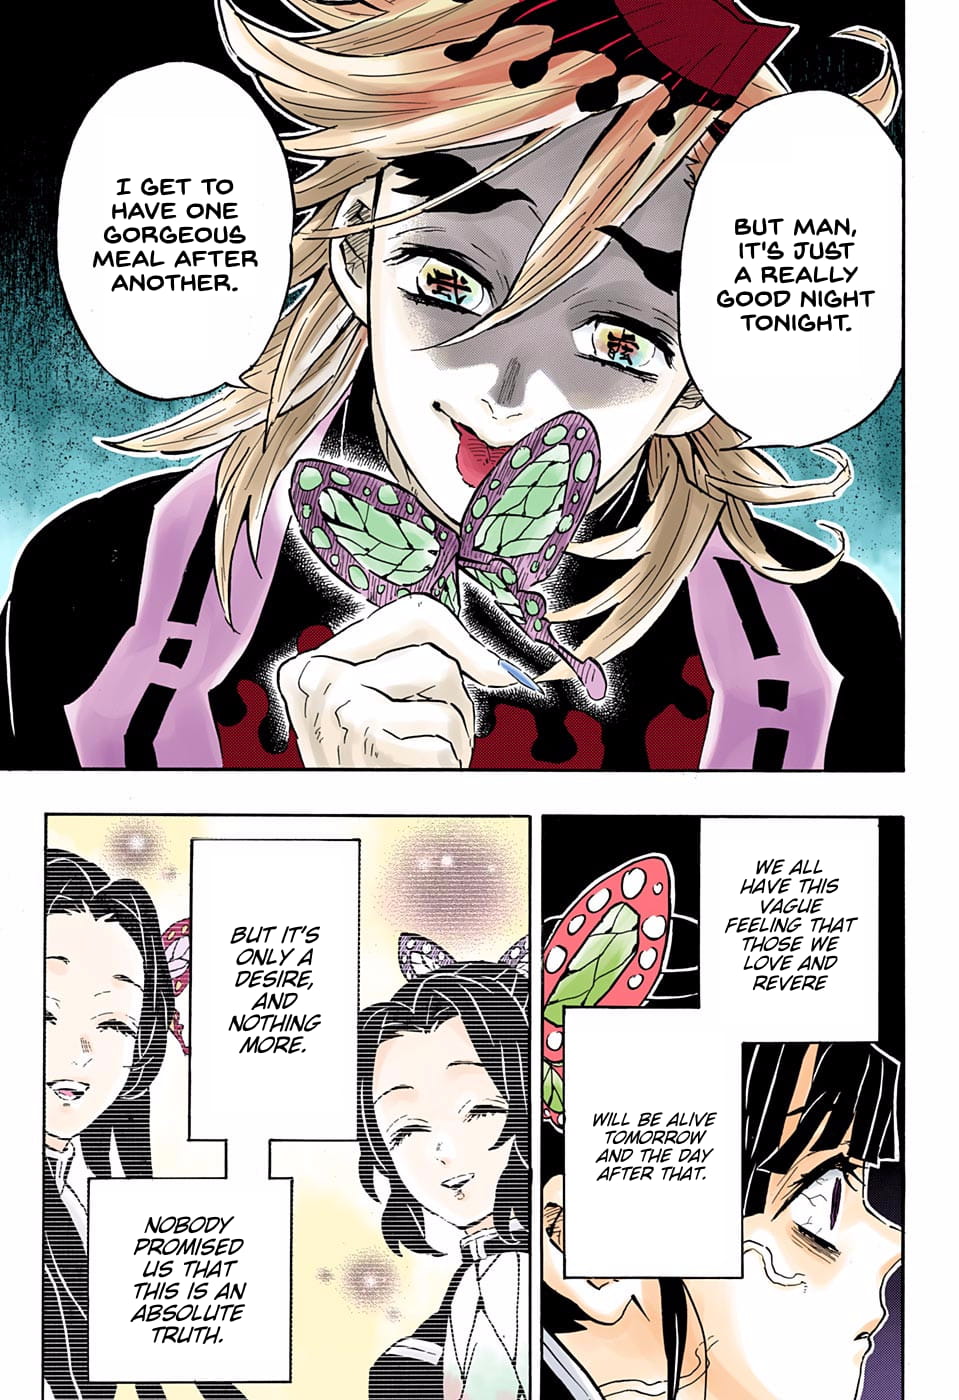 BUT MAN,
IT'S JUST
A REALLY
GOOD NIGHT
TONIGHT.
I GET TO
HAVE ONE
GORGEOUS
MEAL AFTER
ANOTHER.
WE ALL
HAVE THIS
VAGUE
FEELING THAT
THOSE WE
LOVE AND
REVERE
WILL BE ALIVE
TOMORROW
AND THE DAY
AFTER THAT.
BUT IT'S
ONLY A
DESIRE,
AND
NOTHING
MORE.
NOBODY
PROMISED
US THAT
THIS IS AN
ABSOLUTE
TRUTH.